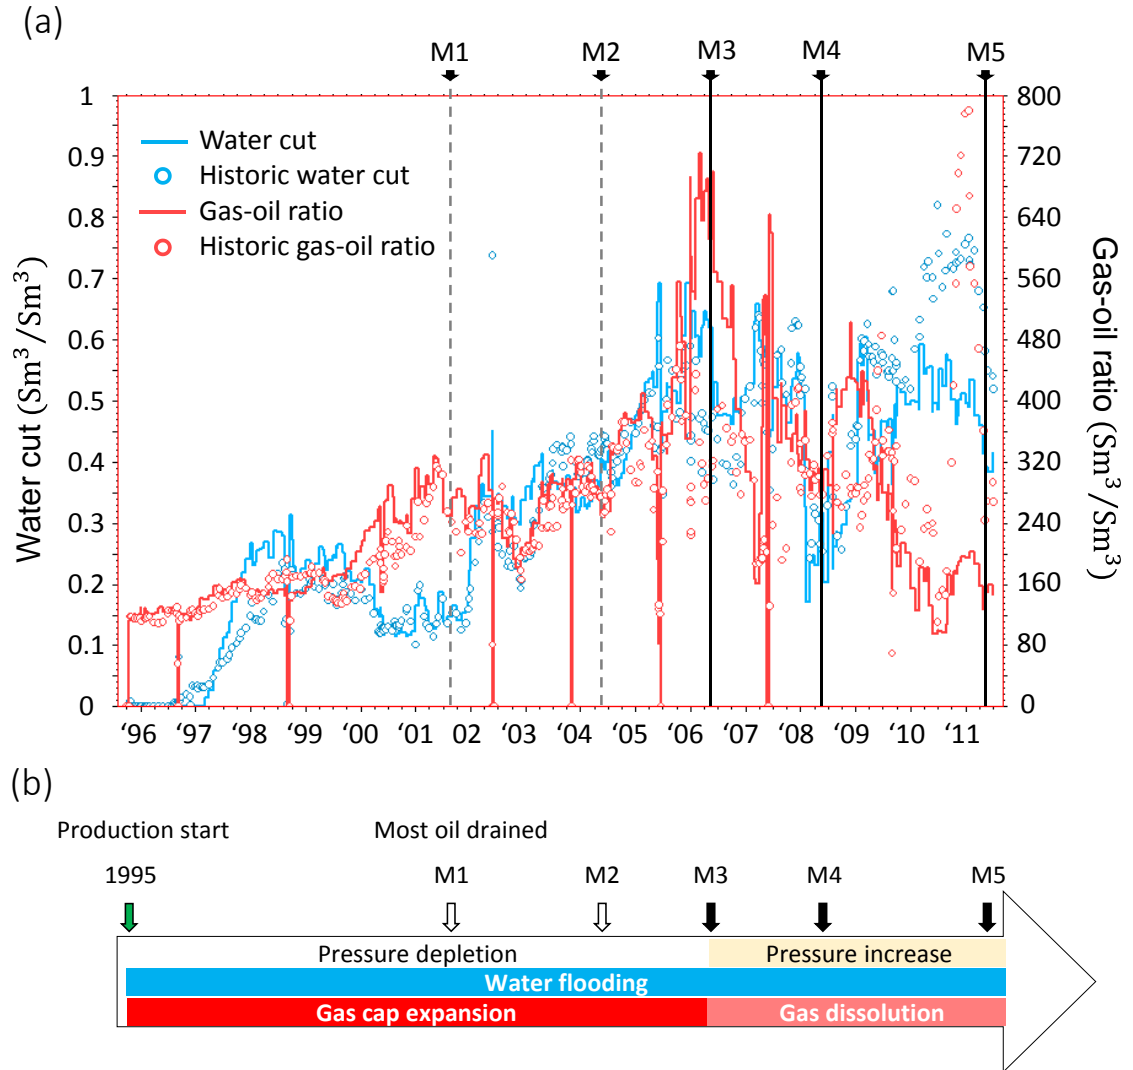 (a)
M1 M2 M3 M4 M5
1 800
Water cut
0.9 720
Historic water cut
0.8 Gas-oil ratio 640
Historic gas-oil ratio
0.7 560
0.6 480
0.5 400
0.4 320
0.3 240
0.2 160
0.1 80
0 0
Water cut (Sm³/Sm³)
Gas-oil ratio (Sm³/Sm³)
'96 '97 '98 '99 '00 '01 '02 '03 '04 '05 '06 '07 '08 '09 '10 '11
(b)
Production start Most oil drained
1995 M1 M2 M3 M4 M5
Pressure depletion Pressure increase
Water flooding
Gas cap expansion Gas dissolution